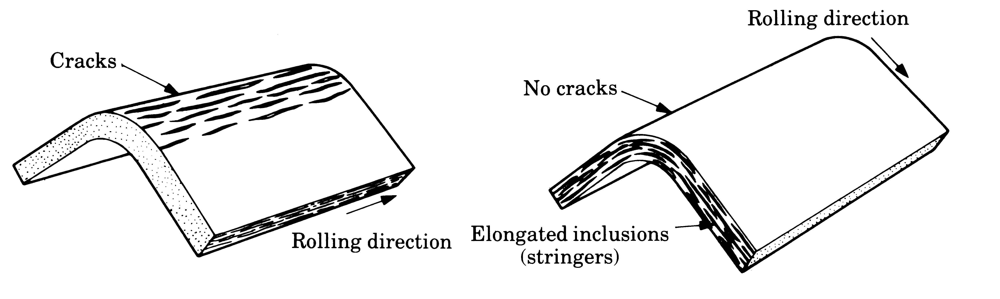 Cracks
Rolling direction
Rolling direction
No cracks
Elongated inclusions
(stringers)